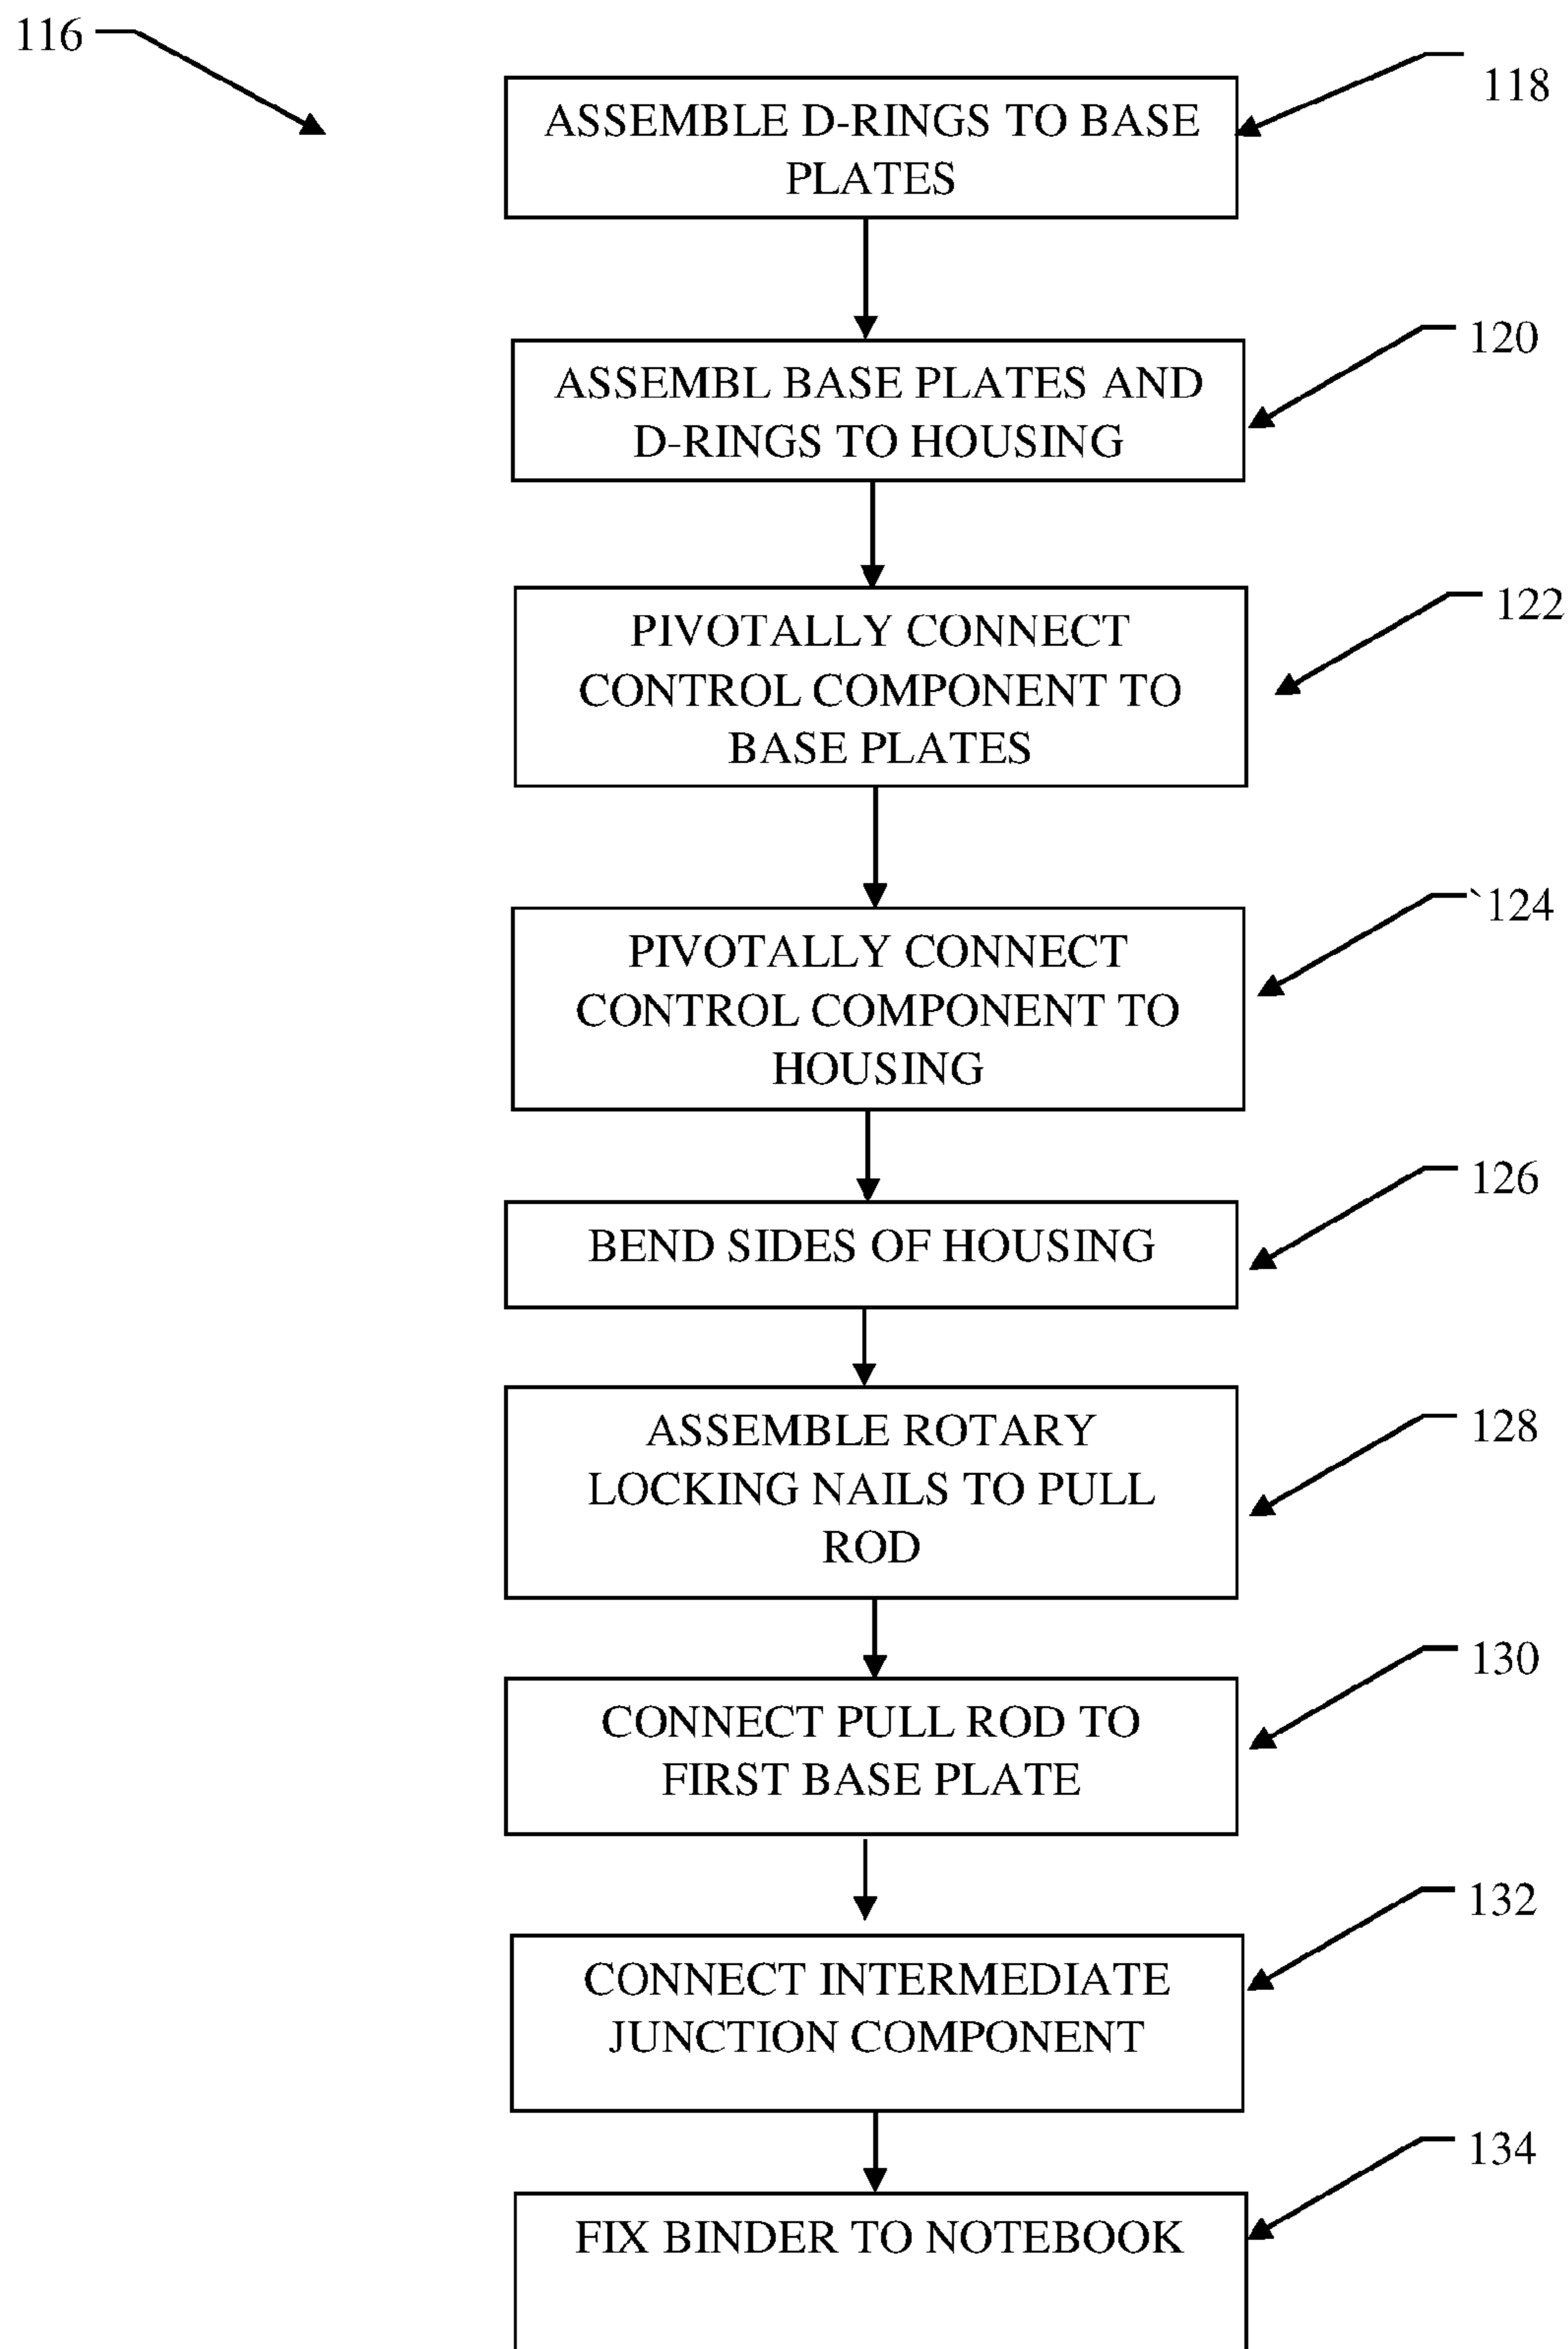 116
118
ASSEMBLE D-RINGS TO BASE
PLATES
120
ASSEMBL BASE PLATES AND
D-RINGS TO HOUSING
122
PIVOTALLY CONNECT
CONTROL COMPONENT TO
BASE PLATES
`124
PIVOTALLY CONNECT
CONTROL COMPONENT TO
HOUSING
126
BEND SIDES OF HOUSING
128
ASSEMBLE ROTARY
LOCKING NAILS TO PULL
ROD
130
CONNECT PULL ROD TO
FIRST BASE PLATE
132
CONNECT INTERMEDIATE
JUNCTION COMPONENT
134
FIX BINDER TO NOTEBOOK